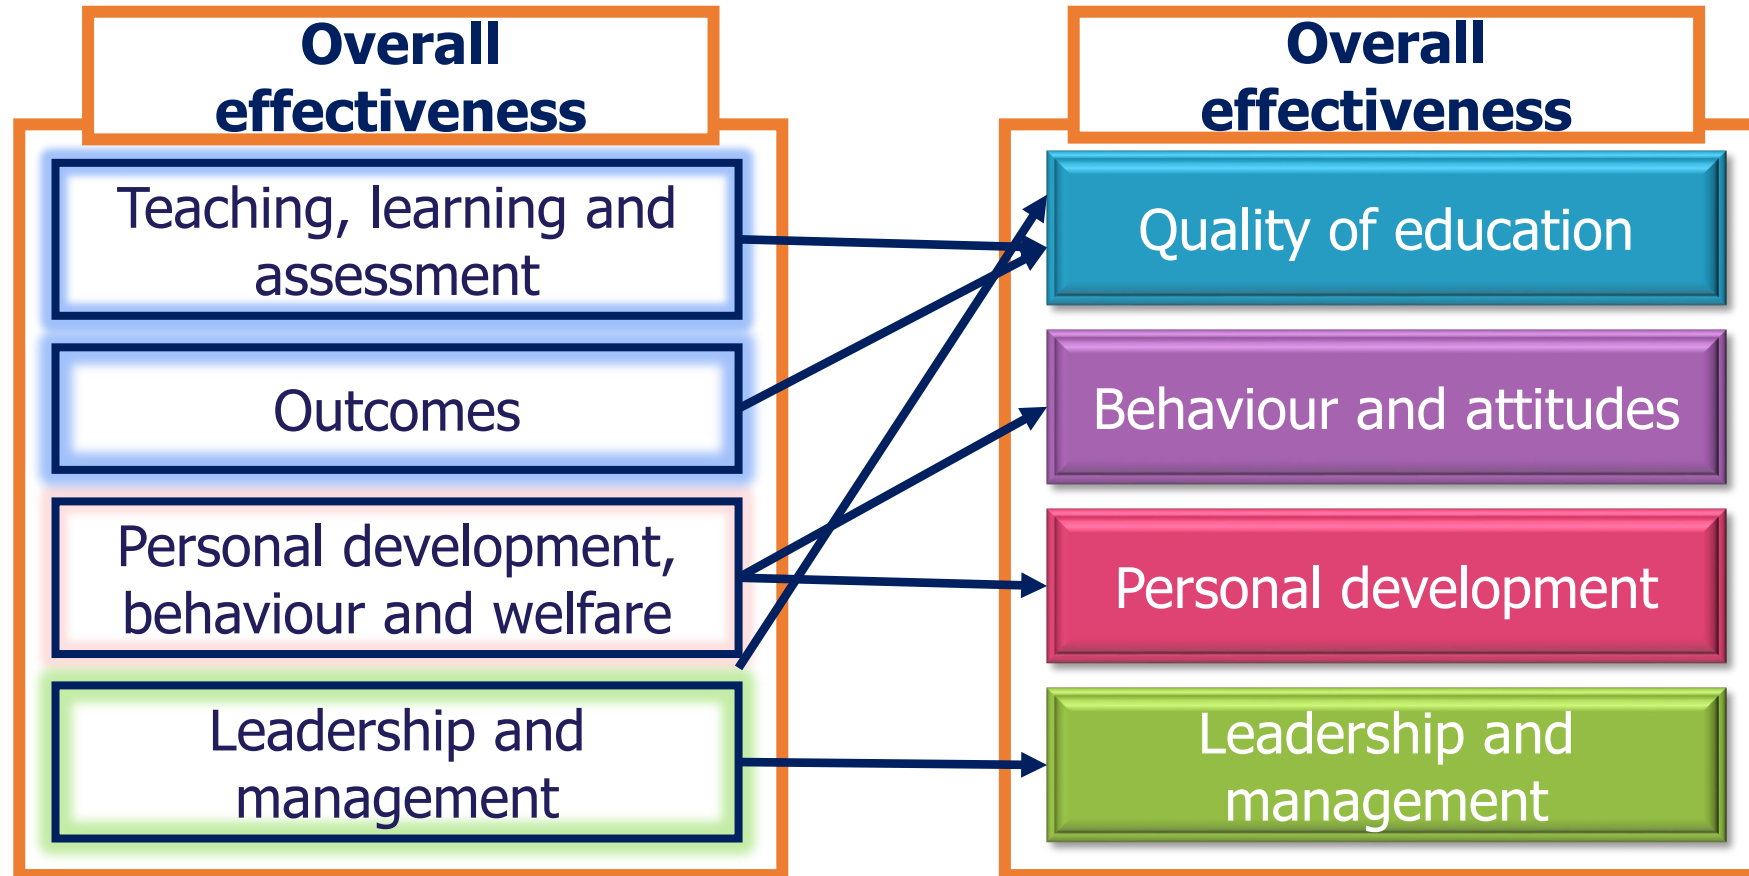 Overall
effectiveness
Teaching, learning and
assessment
Outcomes
Personal development,
behaviour and welfare
Leadership and
management
Overall
effectiveness
Quality of education
Behaviour and attitudes
Personal development
Leadership and
management